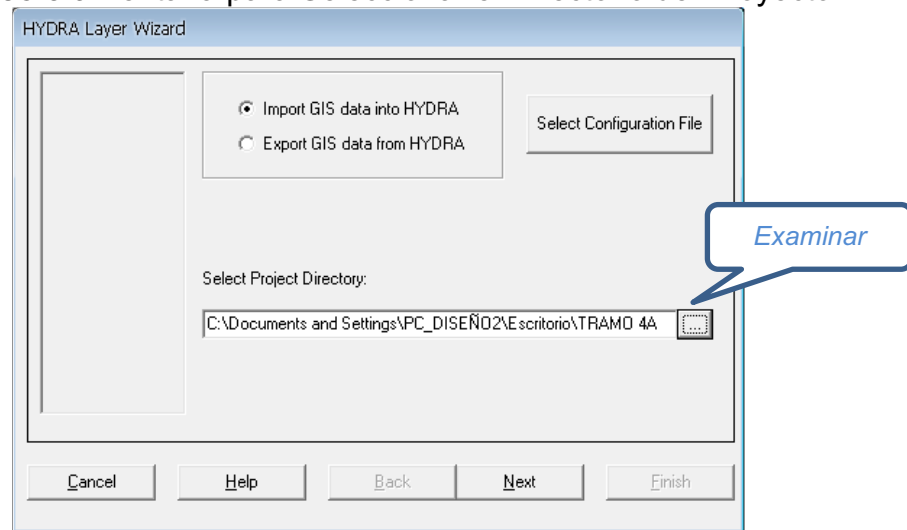 HYDRA Layer Wizard
Import GIS data into HYDRA
Export GIS data from HYDRA
Select Configuration File
Examinar
Select Project Directory:
C:\Documents and Settings\PC_DISEÑO2\Escritorio\TRAMO 4A
...
Cancel Help Back Next Finish